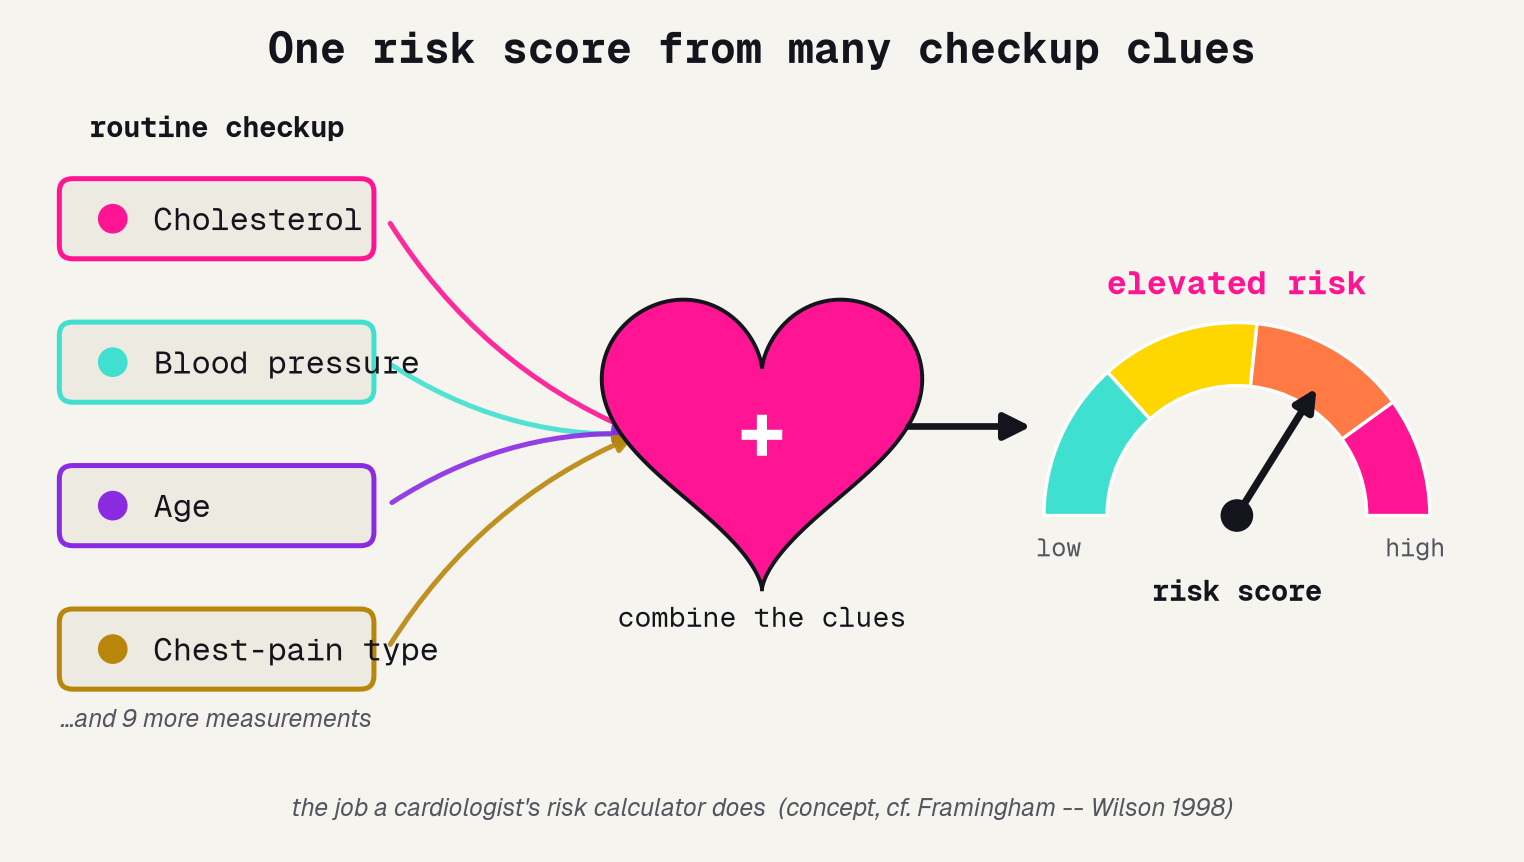 One risk score from many checkup clues
routine checkup
Cholesterol
Blood pressure
Age
Chest-pain type
...and 9 more measurements
+
combine the clues
elevated risk
low
high
risk score
the job a cardiologist's risk calculator does (concept, cf. Framingham -- Wilson 1998)